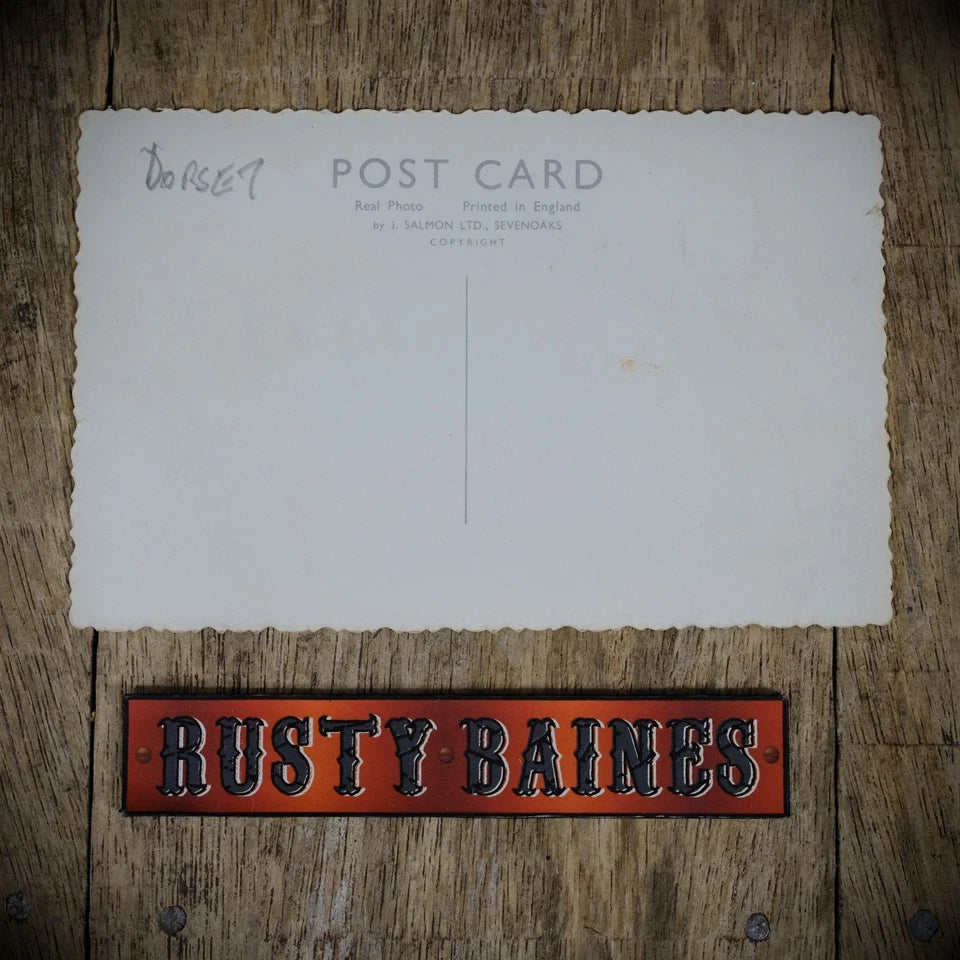 DORSET
POST CARD
Real Photo Printed in England
by J. SALMON LTD., SEVENOAKS
COPYRIGHT
RUSTY BAINES